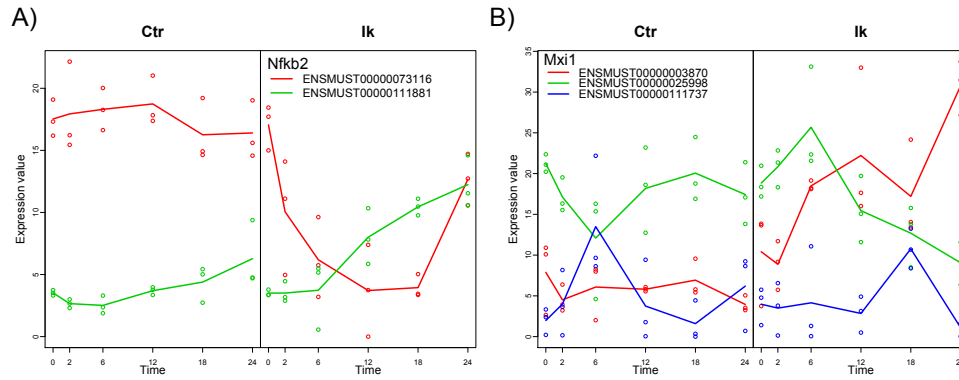 A)
Ctr
Ik
Expression value
20
15
10
5
0
Nfkb2
ENSMUST00000073116
ENSMUST00000111881
0 2 6 12 18 24
0 2 6 12 18 24
Time
Time
B)
Ctr
Ik
Expression value
35
30
25
20
15
10
5
0
Mxi1
ENSMUST00000003870
ENSMUST00000025998
ENSMUST00000111737
0 2 6 12 18 24
0 2 6 12 18
Time
Time